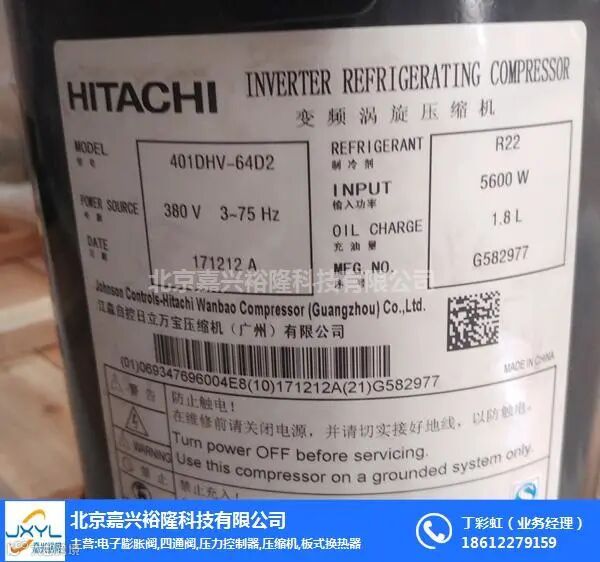 HITACHI
INVERTER REFRIGERATING COMPRESSOR
变频涡旋压缩机
MODEL 401DHV-64D2
REFRIGERANT R22
制冷剂
POWER SOURCE 380 V 3~75 Hz
电源
INPUT 5600 W
输入功率
OIL CHARGE 1.8 L
充油量
DATE 171212 A
日期
MFG.NO. G582977
北京嘉兴裕隆科技有限公司
Johnson Controls-Hitachi Wanbao Compressor (Guangzhou) Co.,Ltd.
江森自控日立万宝压缩机（广州）有限公司
(01)069347696004E8(10)171212A(21)G582977
MADE IN CHINA
警告
WARNING
防止触电!
在维修前请关闭电源，并请切实接好地线，以防触电。
Turn power OFF before servicing.
Use this compressor on a grounded system only.
禁止
防止充入!
JXYL
嘉兴裕隆
北京嘉兴裕隆科技有限公司
主营:电子膨胀阀,四通阀,压力控制器,压缩机,板式换热器
丁彩虹（业务经理）
18612279159